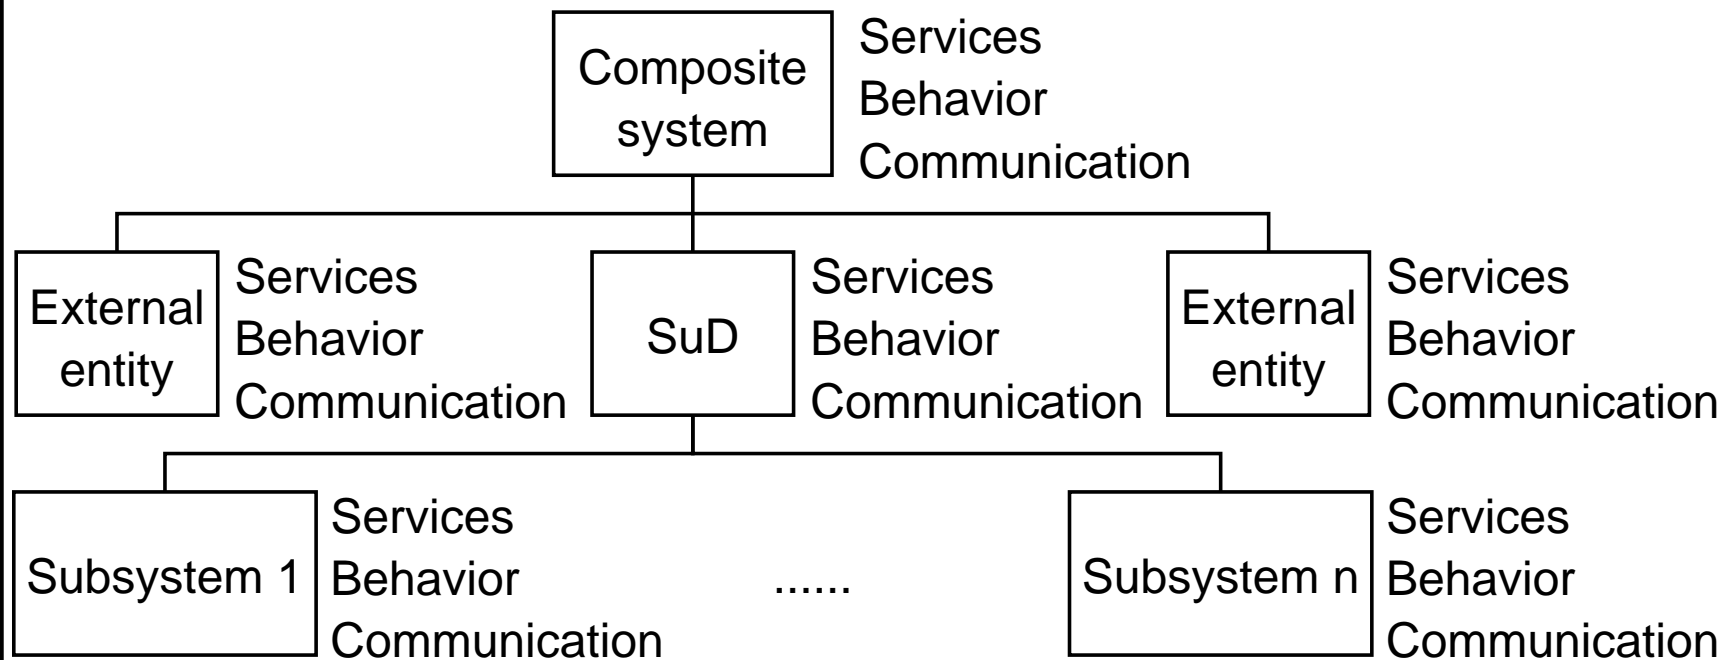 Composite
system
Services
Behavior
Communication
External
entity
Services
Behavior
Communication
SuD
Services
Behavior
Communication
External
entity
Services
Behavior
Communication
Subsystem 1
Services
Behavior
Communication
......
Subsystem n
Services
Behavior
Communication